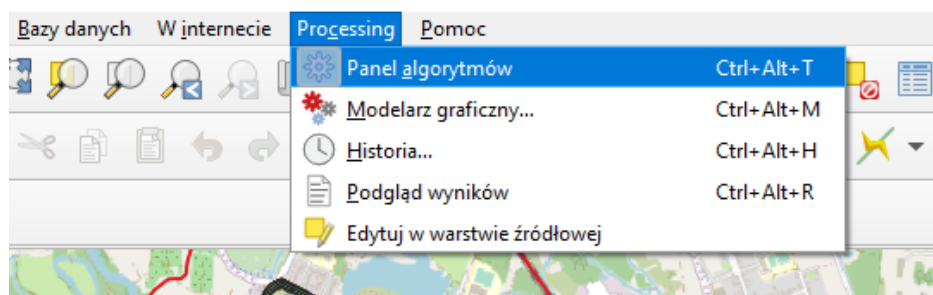 Bazy danych W internecie Processing Pomoc
Panel algorytmów Ctrl+Alt+T
Modelarz graficzny... Ctrl+Alt+M
Historia... Ctrl+Alt+H
Podgląd wyników Ctrl+Alt+R
Edytuj w warstwie źródłowej